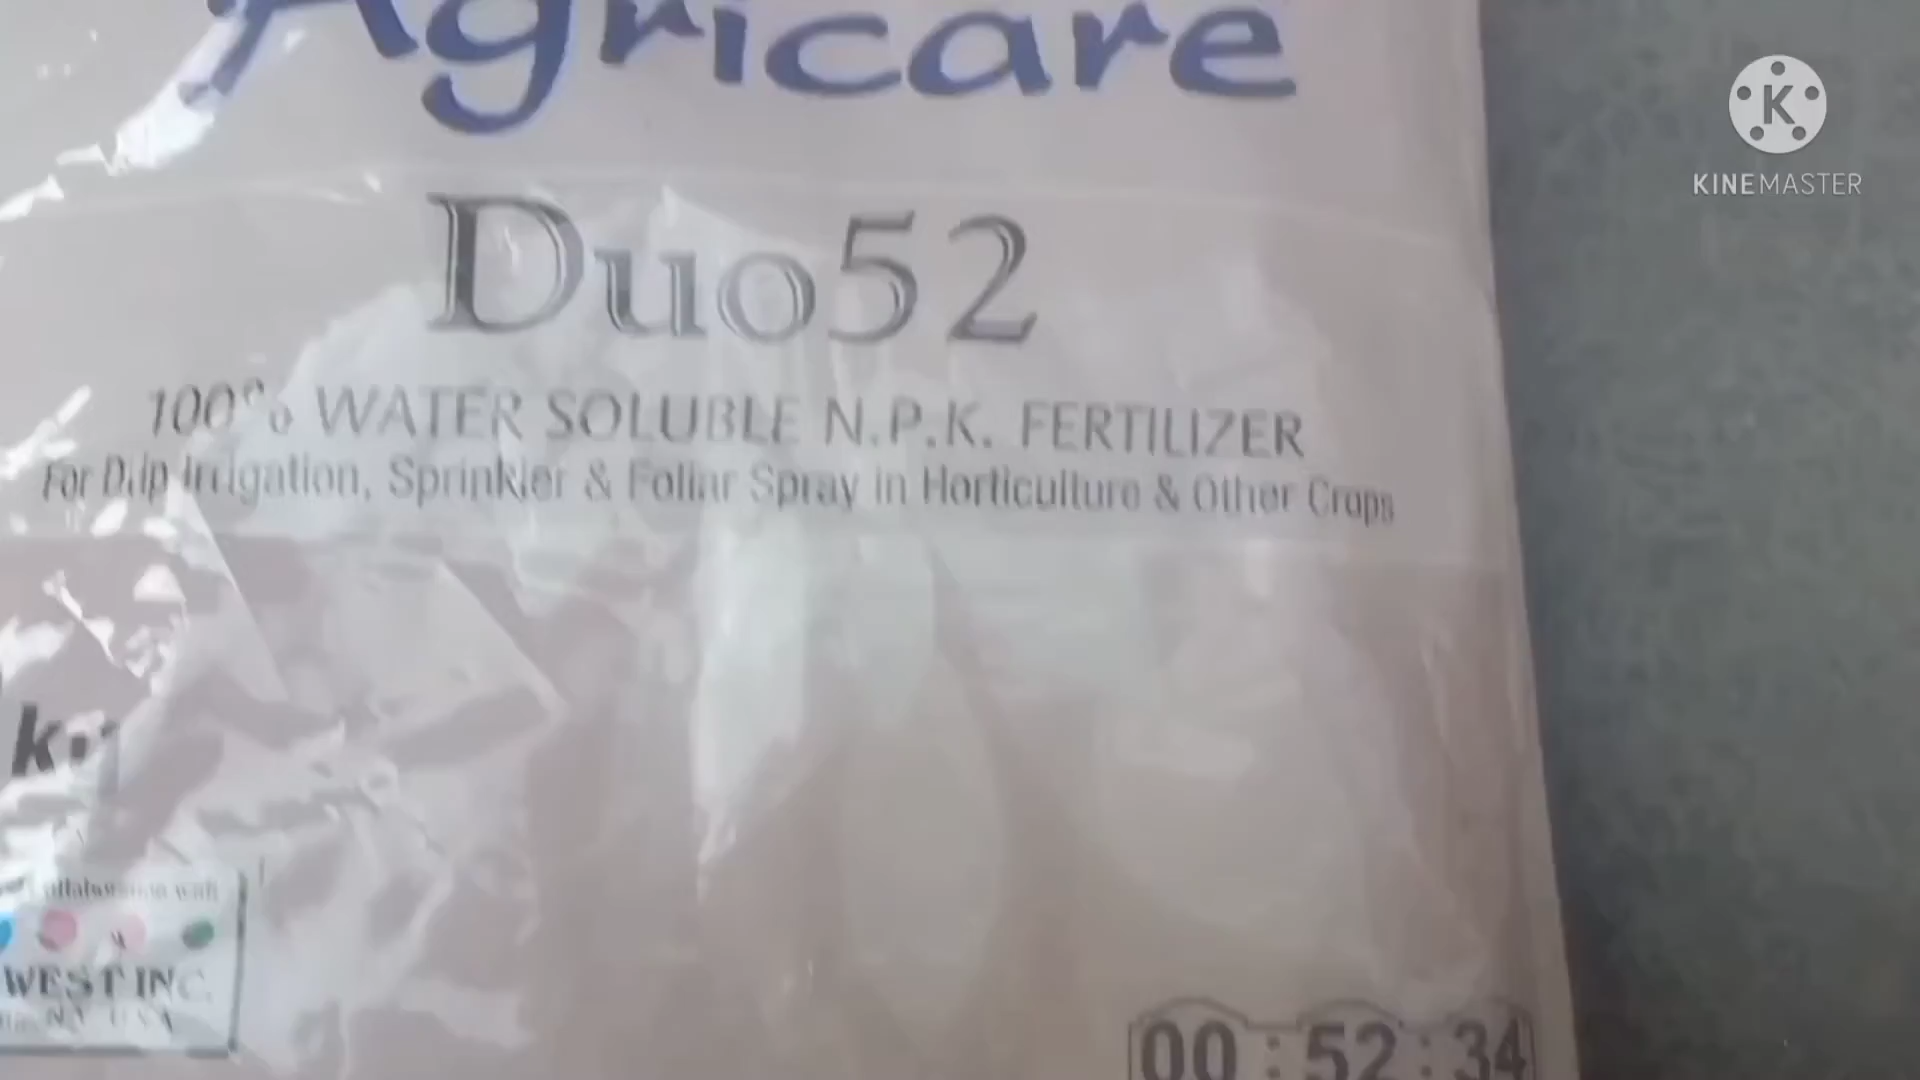 Agricare
KINEMASTER
Duo52
100% WATER SOLUBLE N.P.K. FERTILIZER
For Drip Irrigation, Sprinkler & Foliar Spray in Horticulture & Other Crops
with
WEST INC.
00 : 52 : 34